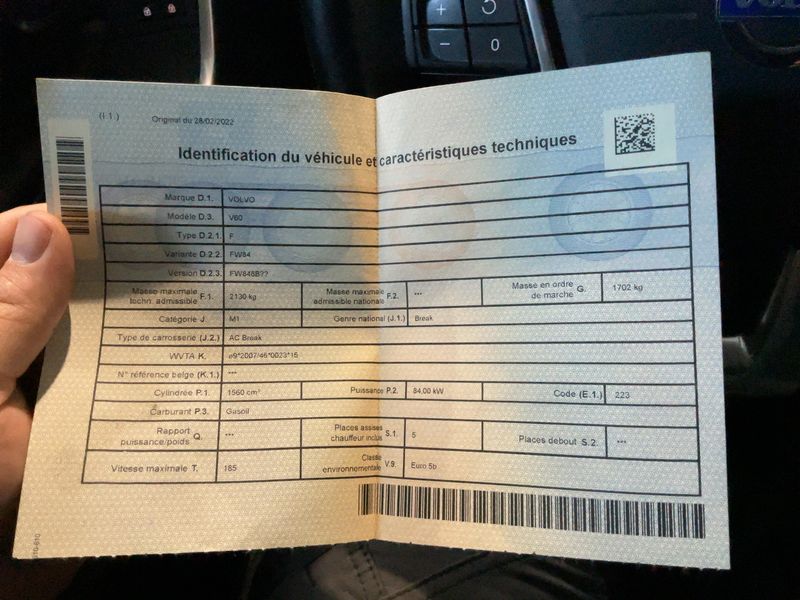 +
−
0
(I.1) Original du 28/02/2022
Identification du véhicule et caractéristiques techniques
Marque D.1. VOLVO
Modèle D.3. V60
Type D.2.1. F
Variante D.2.2. FW84
Version D.2.3. FW848B??
Masse maximale techn. admissible F.1. 2130 kg Masse maximale admissible nationale F.2. *** Masse en ordre de marche G. 1702 kg
Catégorie J. M1 Genre national (J.1.) Break
Type de carrosserie (J.2.) AC Break
WVTA K. e9*2007/46*0023*15
N° référence belge (K.1.) ***
Cylindrée P.1. 1560 cm³ Puissance P.2. 84,00 kW Code (E.1.) 223
Carburant P.3. Gasoil
Rapport puissance/poids Q. *** Places assises chauffeur inclus S.1. 5 Places debout S.2. ***
Vitesse maximale T. 185 Classe environnementale V.9. Euro 5b